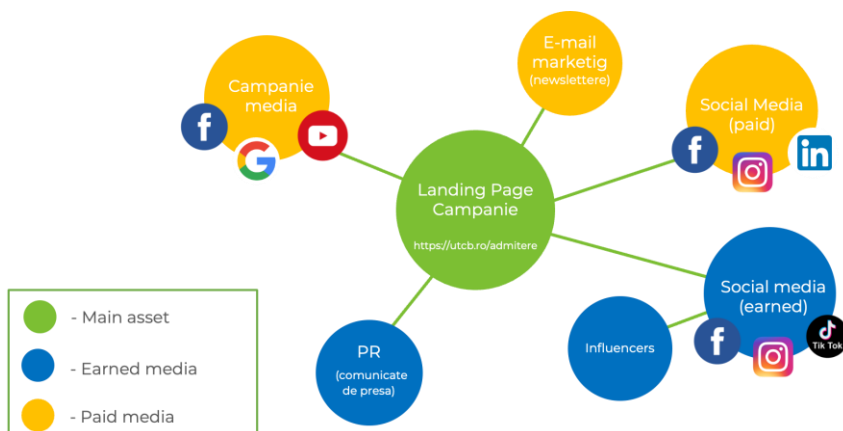 E-mail
marketig
(newslettere)
Campanie
media
Social Media
(paid)
f
f
in
G
Landing Page
Campanie
https://utcb.ro/admitere
Social media
(earned)
- Main asset
Influencers
f
Tik Tok
PR
(comunicate
de presa)
- Earned media
- Paid media